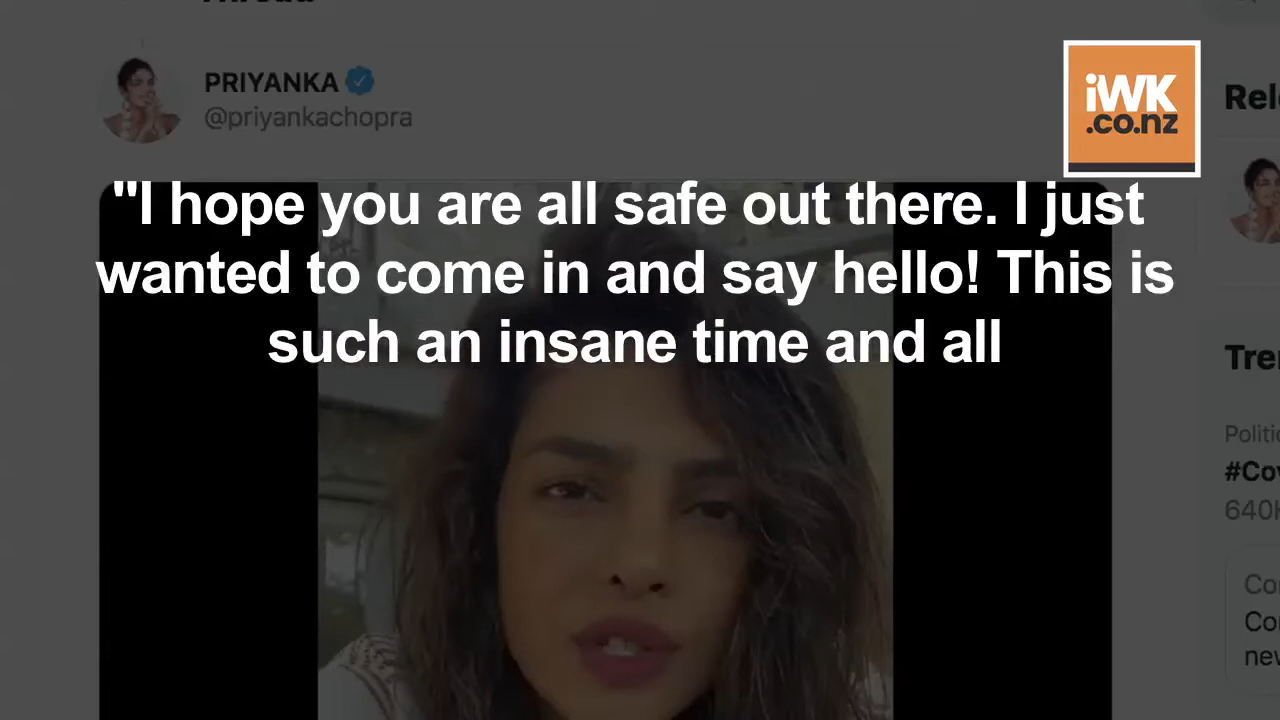 PRIYANKA
@priyankachopra
iWK
.co.nz
"I hope you are all safe out there. I just
wanted to come in and say hello! This is
such an insane time and all